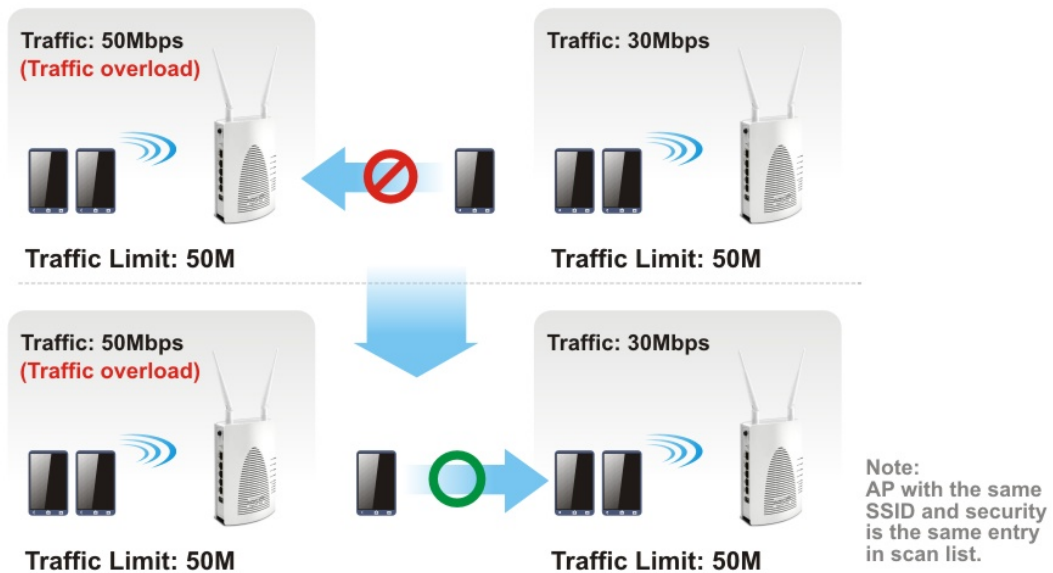 Traffic: 50Mbps
(Traffic overload)
Traffic: 30Mbps
Traffic Limit: 50M
Traffic Limit: 50M
Traffic: 50Mbps
(Traffic overload)
Traffic: 30Mbps
Traffic Limit: 50M
Traffic Limit: 50M
Note:
AP with the same
SSID and security
is the same entry
in scan list.